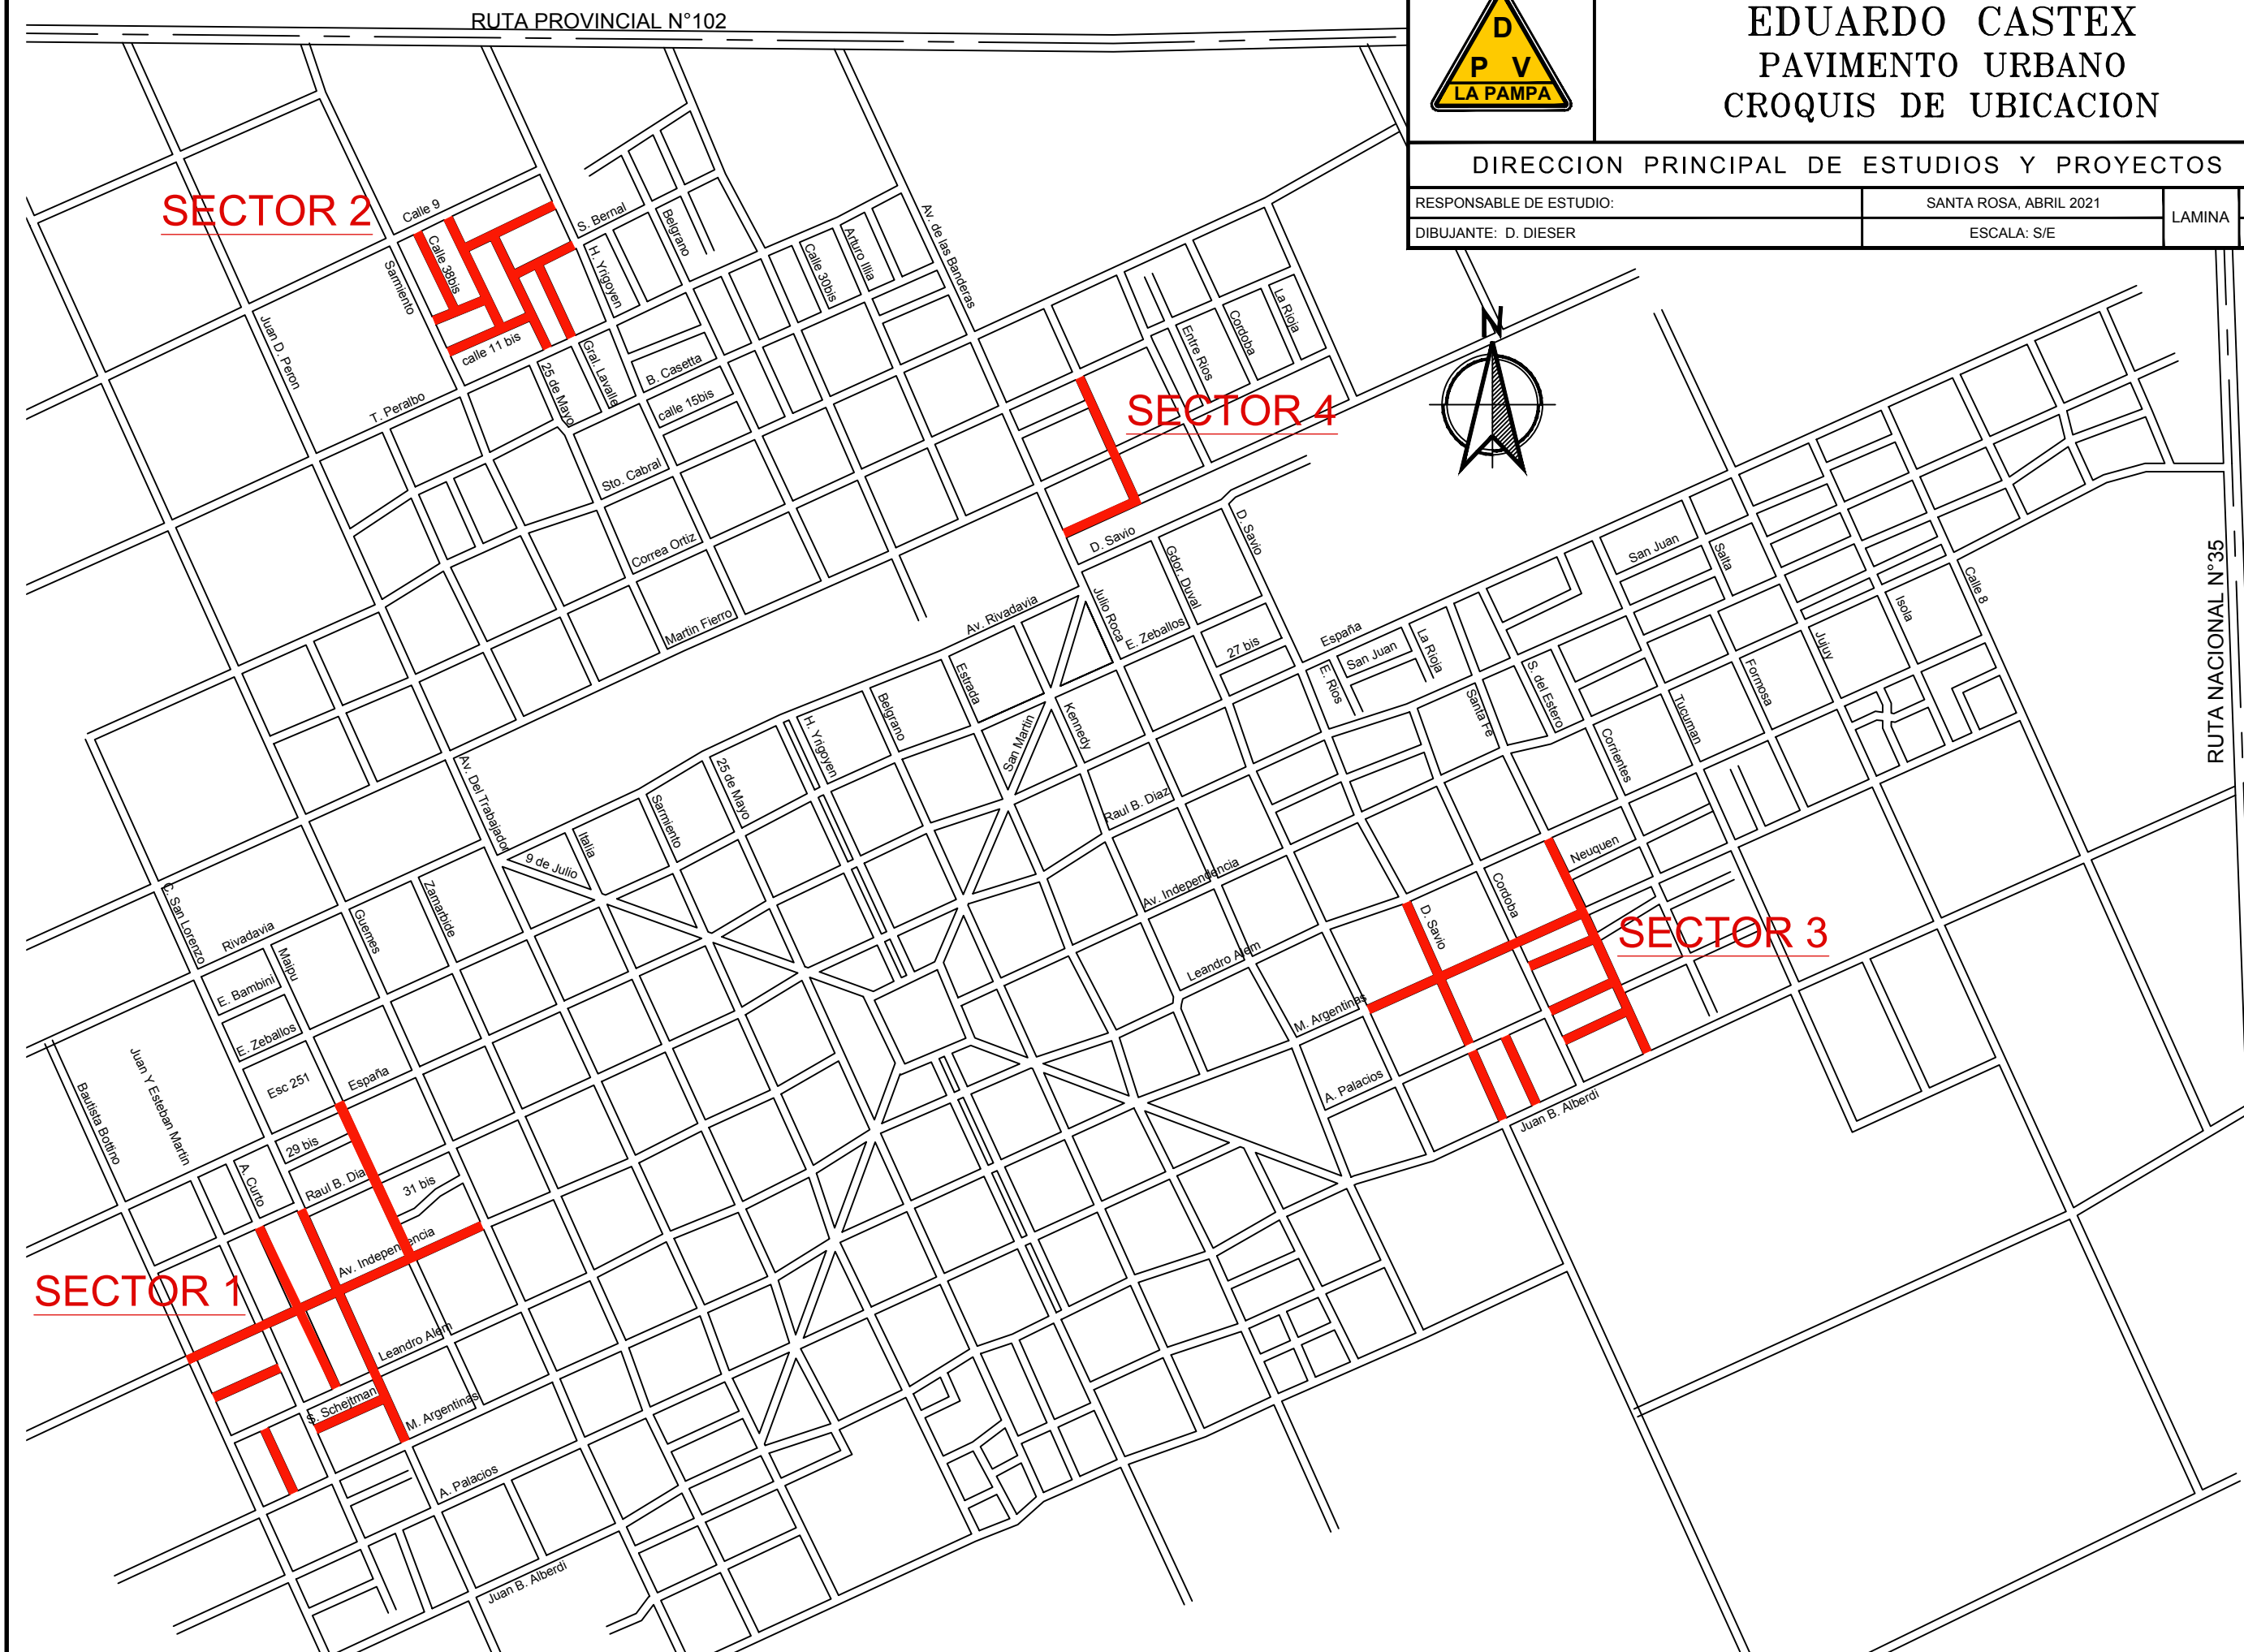 RUTA PROVINCIAL N°102
D
P V
LA PAMPA
EDUARDO CASTEX
PAVIMENTO URBANO
CROQUIS DE UBICACION
DIRECCION PRINCIPAL DE ESTUDIOS Y PROYECTOS
RESPONSABLE DE ESTUDIO:
SANTA ROSA, ABRIL 2021
LAMINA
DIBUJANTE: D. DIESER
ESCALA: S/E
SECTOR 2
Calle 9
S. Bernal
Belgrano
Av. de las Banderas
Arturo Illia
Calle 30bis
H. Yrigoyen
Calle 38bis
Sarmiento
Juan D. Peron
calle 11 bis
T. Peralbo
25 de Mayo
Gral. Lavalle
B. Casetta
calle 15bis
Sto. Cabral
Correa Ortiz
Martin Fierro
La Rioja
Cordoba
Entre Rios
SECTOR 4
N
D. Savio
D. Savio
Gdor. Duval
Julio Roca
E. Zeballos
27 bis
Av. Rivadavia
España
San Juan
La Rioja
E. Rios
San Juan
Salta
Calle 8
Isola
Jujuy
Formosa
Tucuman
S. del Estero
Santa Fe
Corrientes
RUTA NACIONAL N°35
Estrada
Belgrano
H. Yrigoyen
San Martin
Kennedy
25 de Mayo
Sarmiento
Italia
9 de Julio
Av. Del Trabajador
Raul B. Diaz
Av. Independencia
Leandro Alem
M. Argentinas
A. Palacios
Juan B. Alberdi
Neuquen
Cordoba
D. Savio
SECTOR 3
C. San Lorenzo
Rivadavia
Zamarbide
Guemes
Maipu
E. Bambini
E. Zeballos
Esc 251
España
Juan Y Esteban Martin
Bautista Bottino
29 bis
A. Curto
Raul B. Dia
31 bis
Av. Independencia
SECTOR 1
Leandro Alem
S. Scheitman
M. Argentinas
A. Palacios
Juan B. Alberdi